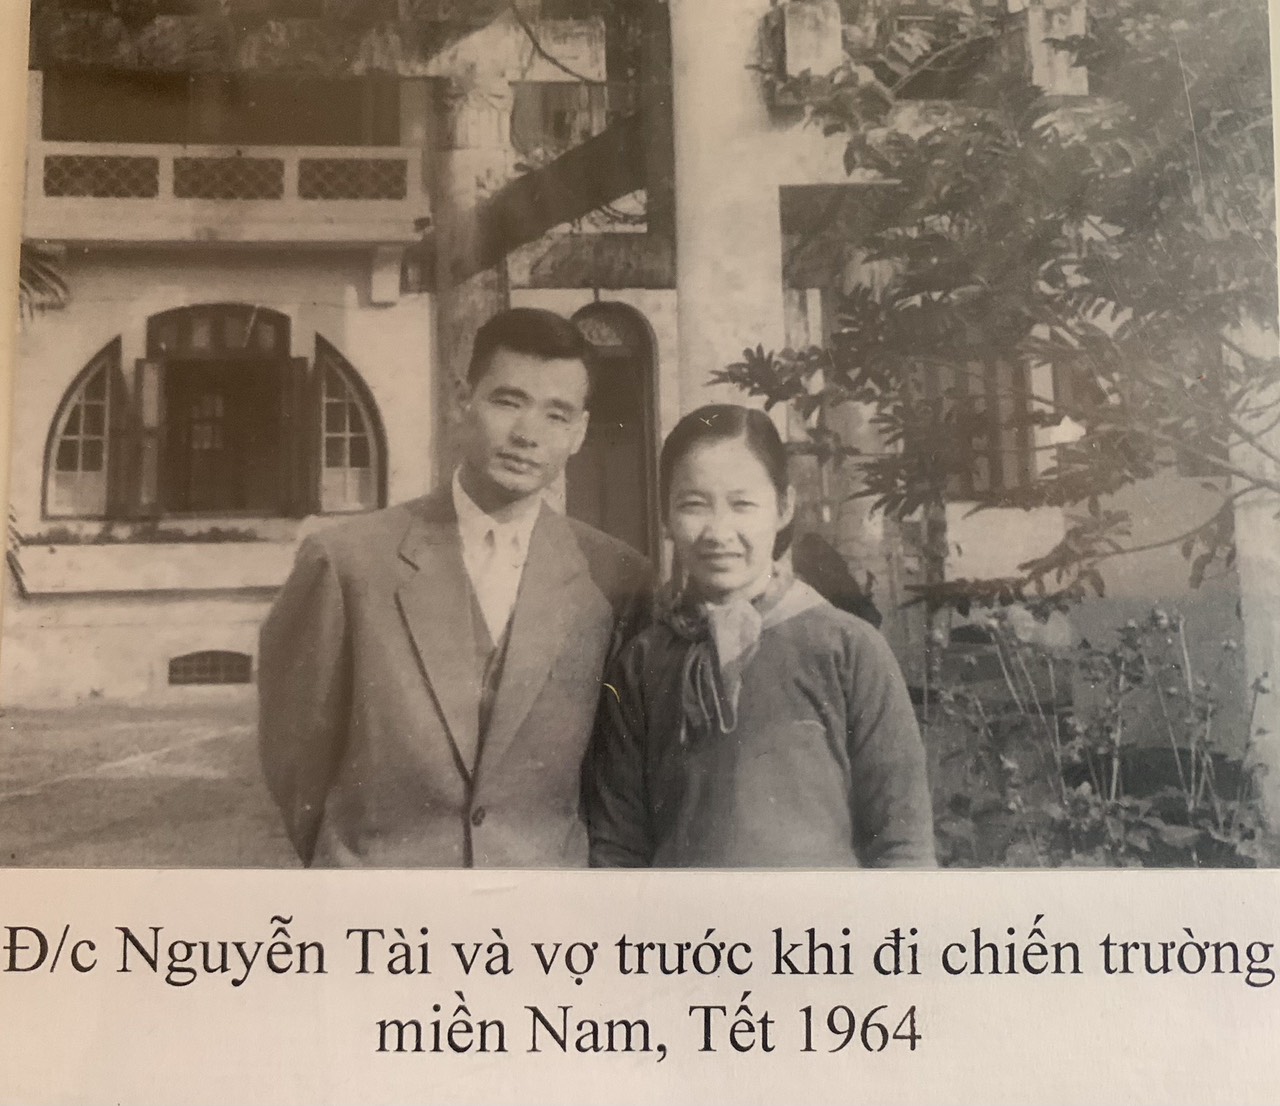 Đ/c Nguyễn Tài và vợ trước khi đi chiến trường
miền Nam, Tết 1964